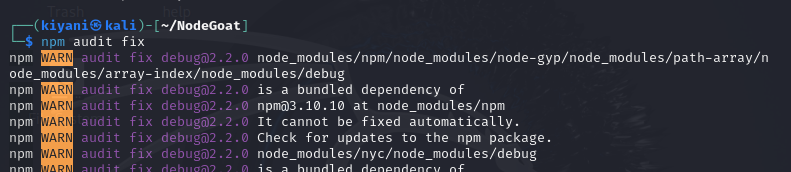 ┌──(kiyani㉿kali)-[~/NodeGoat]
└─$ npm audit fix
npm WARN audit fix debug@2.2.0 node_modules/npm/node_modules/node-gyp/node_modules/path-array/n
ode_modules/array-index/node_modules/debug
npm WARN audit fix debug@2.2.0 is a bundled dependency of
npm WARN audit fix debug@2.2.0 npm@3.10.10 at node_modules/npm
npm WARN audit fix debug@2.2.0 It cannot be fixed automatically.
npm WARN audit fix debug@2.2.0 Check for updates to the npm package.
npm WARN audit fix debug@2.2.0 node_modules/nyc/node_modules/debug
npm WARN audit fix debug@2.2.0 is a bundled dependency of